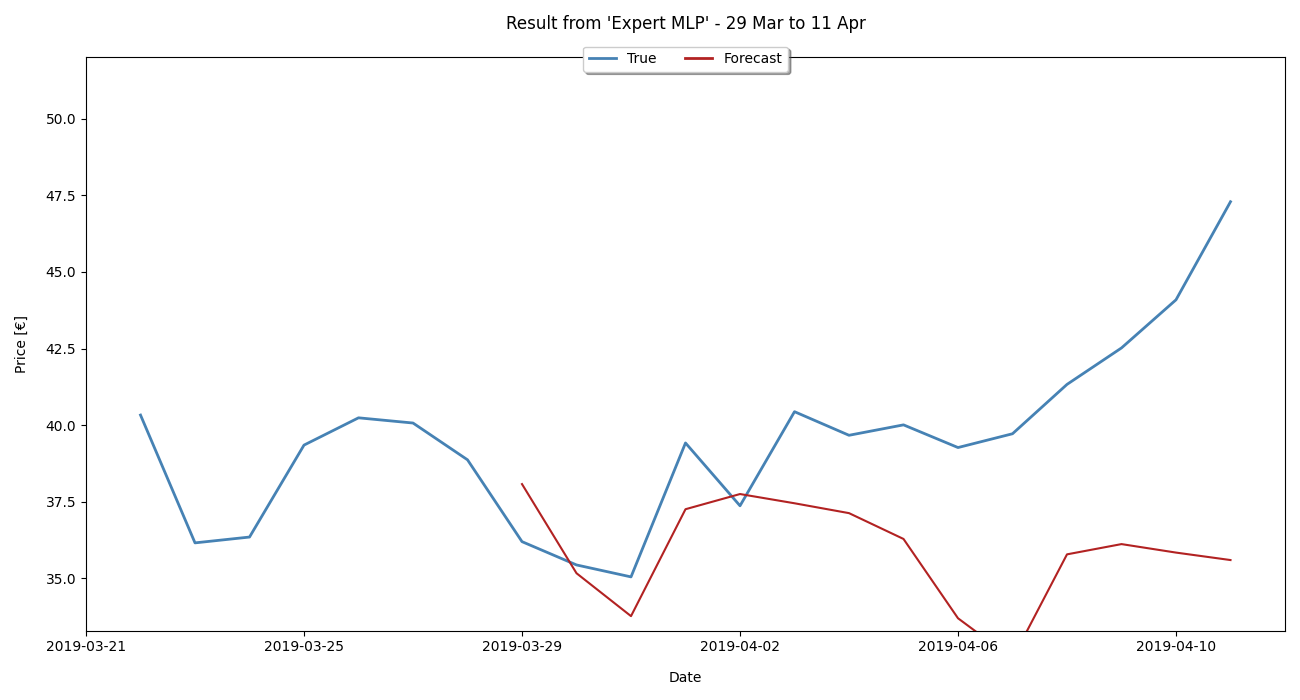 Result from 'Expert MLP' - 29 Mar to 11 Apr
True Forecast
50.0
47.5
45.0
42.5
40.0
37.5
35.0
Price [€]
2019-03-21 2019-03-25 2019-03-29 2019-04-02 2019-04-06 2019-04-10
Date